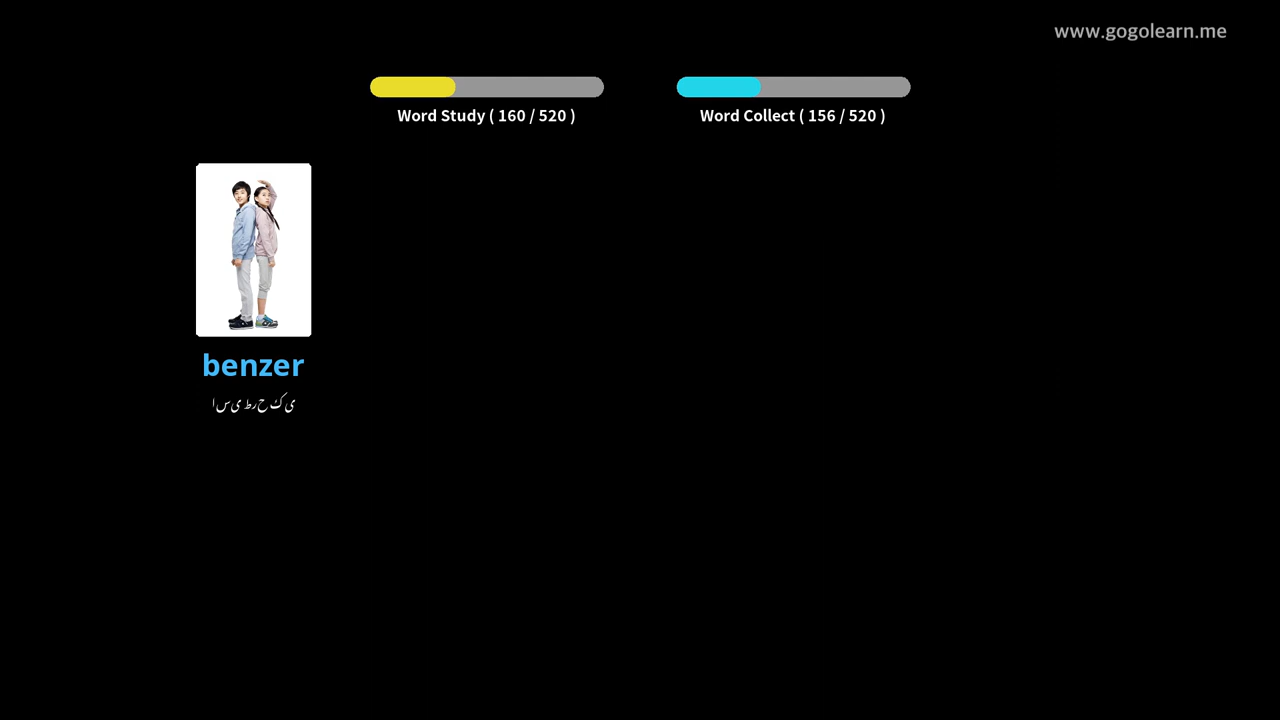 www.gogolearn.me
Word Study ( 160 / 520 )
Word Collect ( 156 / 520 )
benzer
اسی طرح کی